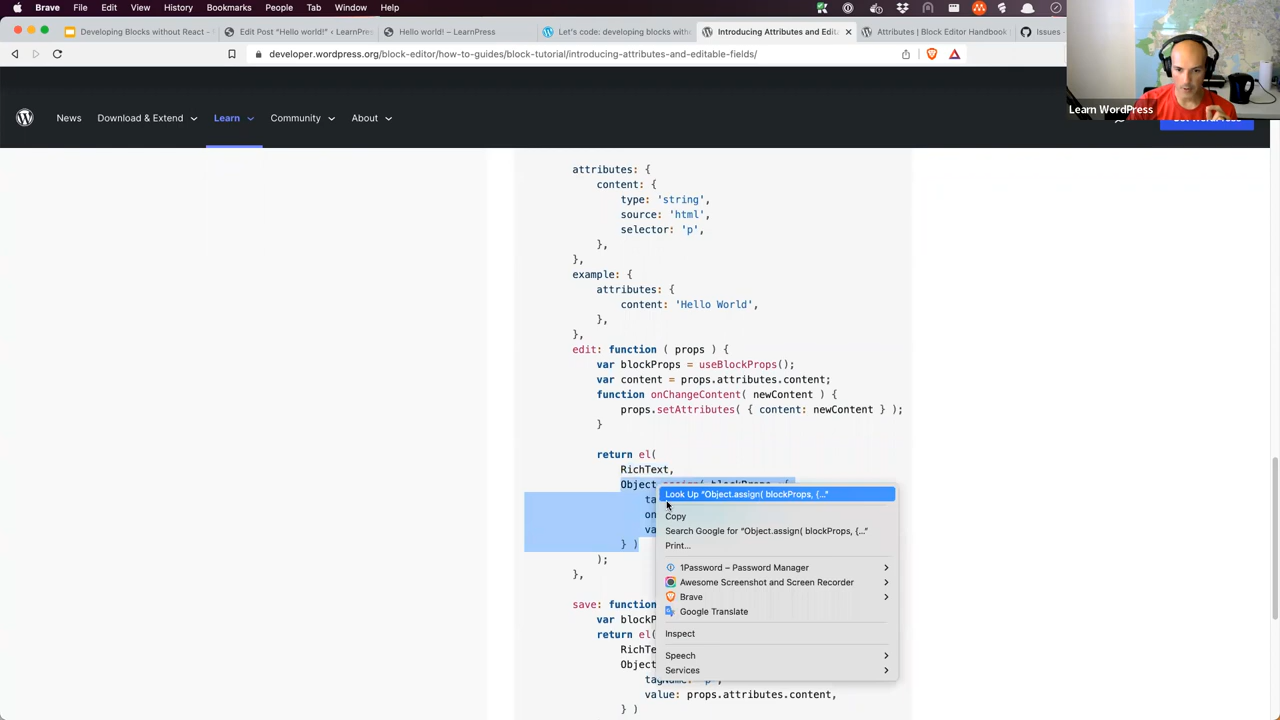 Brave File Edit View History Bookmarks People Tab Window Help
Developing Blocks without React -
Edit Post "Hello world!" ‹ LearnPres
Hello world! – LearnPress
Let's code: developing blocks with
Introducing Attributes and Edit
Attributes | Block Editor Handbook
Issues ·
developer.wordpress.org/block-editor/how-to-guides/block-tutorial/introducing-attributes-and-editable-fields/
Learn WordPress
News Download & Extend Learn Community About
attributes: {
content: {
type: 'string',
source: 'html',
selector: 'p',
},
},
example: {
attributes: {
content: 'Hello World',
},
},
edit: function ( props ) {
var blockProps = useBlockProps();
var content = props.attributes.content;
function onChangeContent( newContent ) {
props.setAttributes( { content: newContent } );
}
return el(
RichText,
Object
ta
on
va
} )
);
},
Look Up "Object.assign( blockProps, {..."
Copy
Search Google for "Object.assign( blockProps, {..."
Print...
1Password – Password Manager
Awesome Screenshot and Screen Recorder
Brave
Google Translate
Inspect
Speech
Services
save: function
var blockP
return el(
RichTe
Object
tagName: 'p',
value: props.attributes.content,
} )